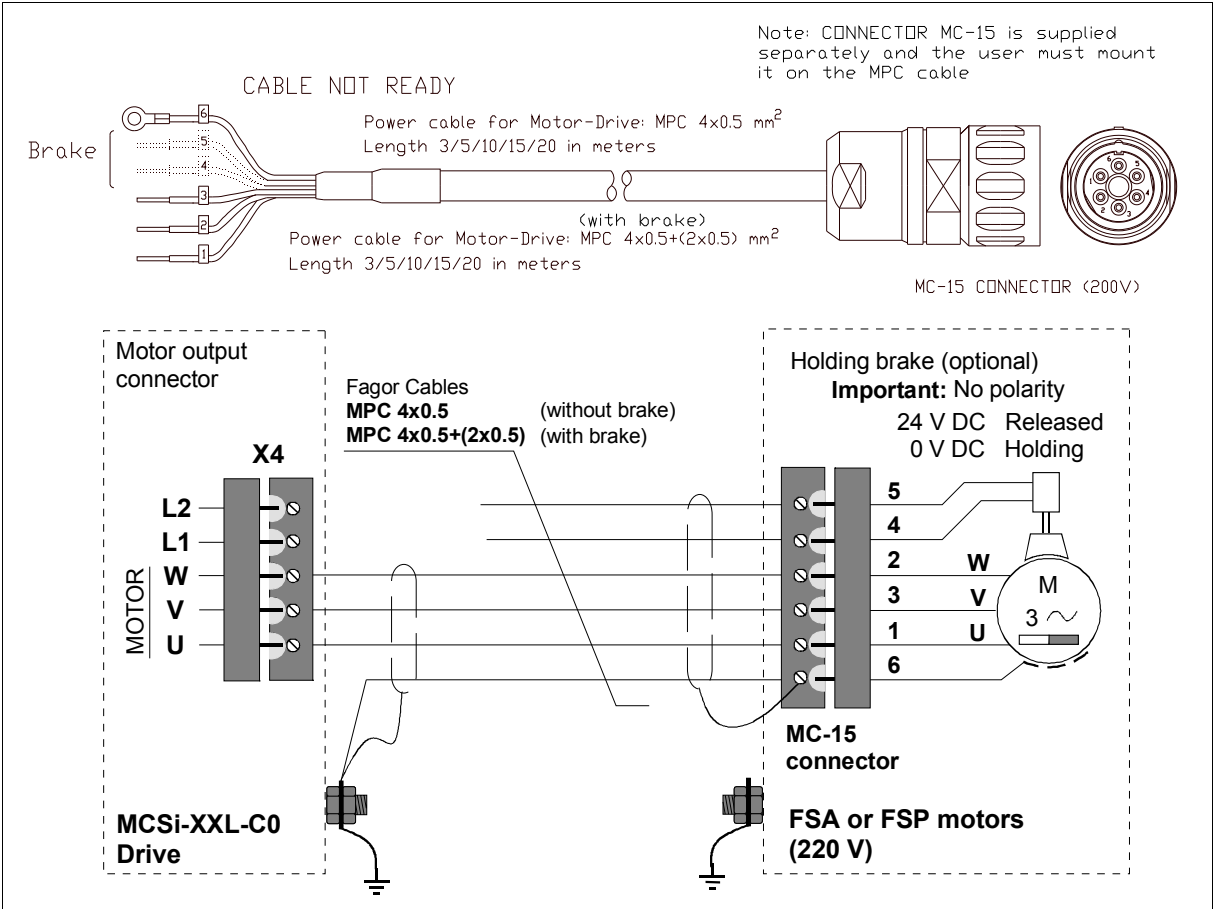 Note: CONNECTOR MC-15 is supplied
separately and the user must mount
it on the MPC cable
CABLE NOT READY
Power cable for Motor-Drive: MPC 4x0.5 mm²
Length 3/5/10/15/20 in meters
Brake
6
5
4
3
2
1
(with brake)
Power cable for Motor-Drive: MPC 4x0.5+(2x0.5) mm²
Length 3/5/10/15/20 in meters
6
5
1
4
2
3
MC-15 CONNECTOR (200V)
Motor output
connector
X4
L2
L1
W
V
U
MOTOR
Fagor Cables
MPC 4x0.5 (without brake)
MPC 4x0.5+(2x0.5) (with brake)
Holding brake (optional)
Important: No polarity
24 V DC Released
0 V DC Holding
5
4
2 W
3 V
1 U
6
M
3
MC-15
connector
MCSi-XXL-C0
Drive
FSA or FSP motors
(220 V)